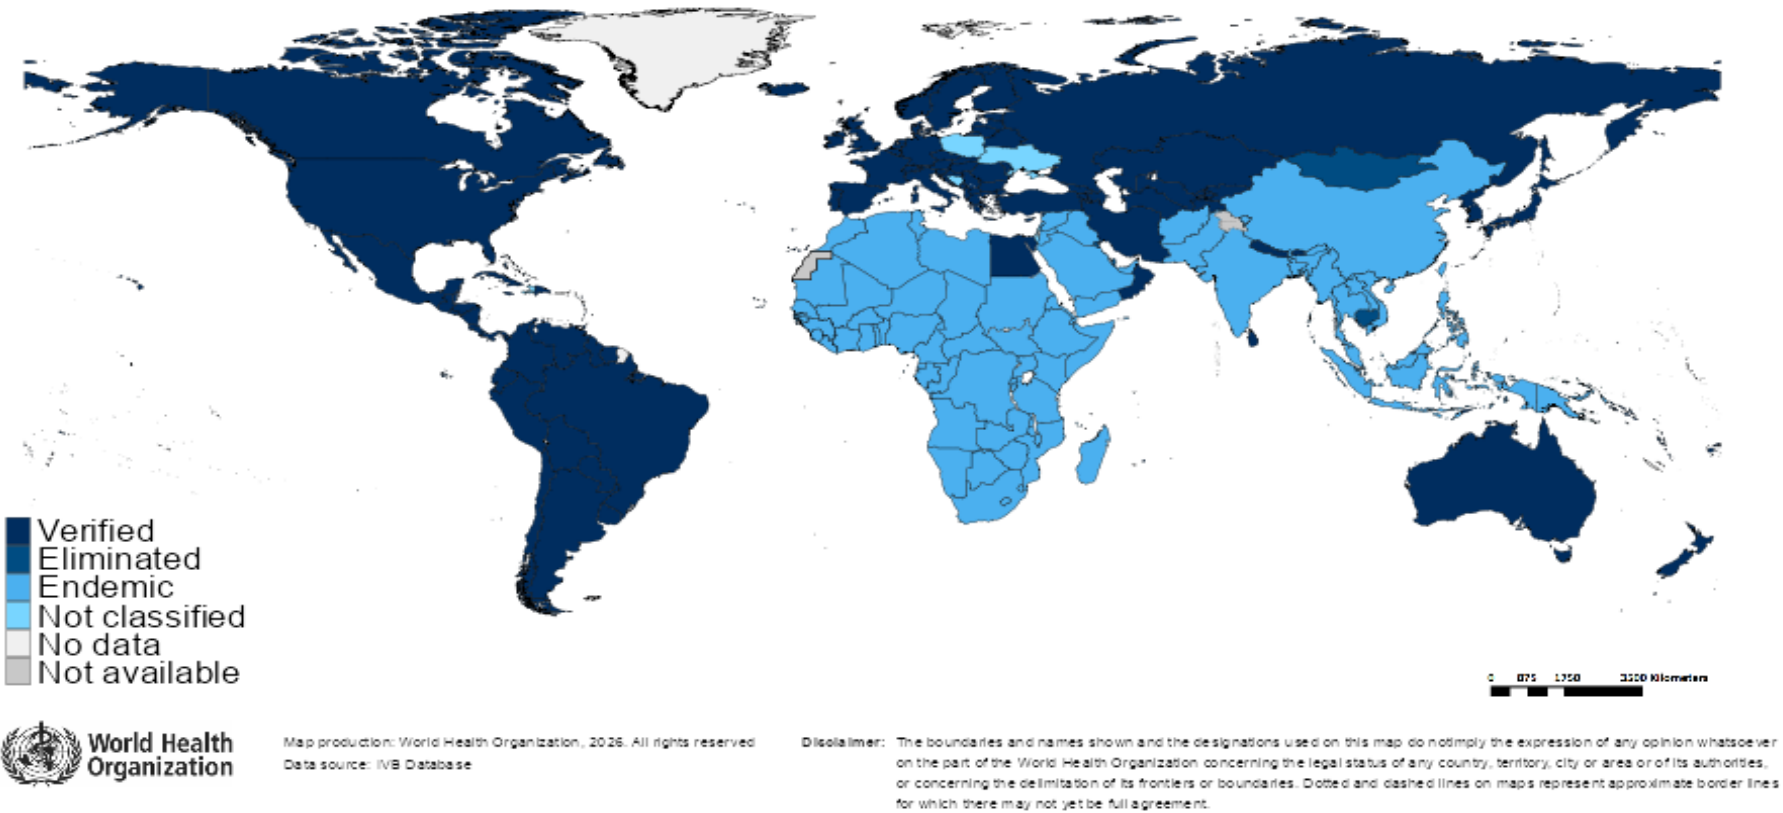 Verified
Eliminated
Endemic
Not classified
No data
Not available
0 875 1750 3500 Kilometers
World Health
Organization
Map production: World Health Organization, 2026. All rights reserved
Data source: IVB Database
Disclaimer: The boundaries and names shown and the designations used on this map do not imply the expression of any opinion whatsoever
on the part of the World Health Organization concerning the legal status of any country, territory, city or area or of its authorities,
or concerning the delimitation of its frontiers or boundaries. Dotted and dashed lines on maps represent approximate border lines
for which there may not yet be full agreement.